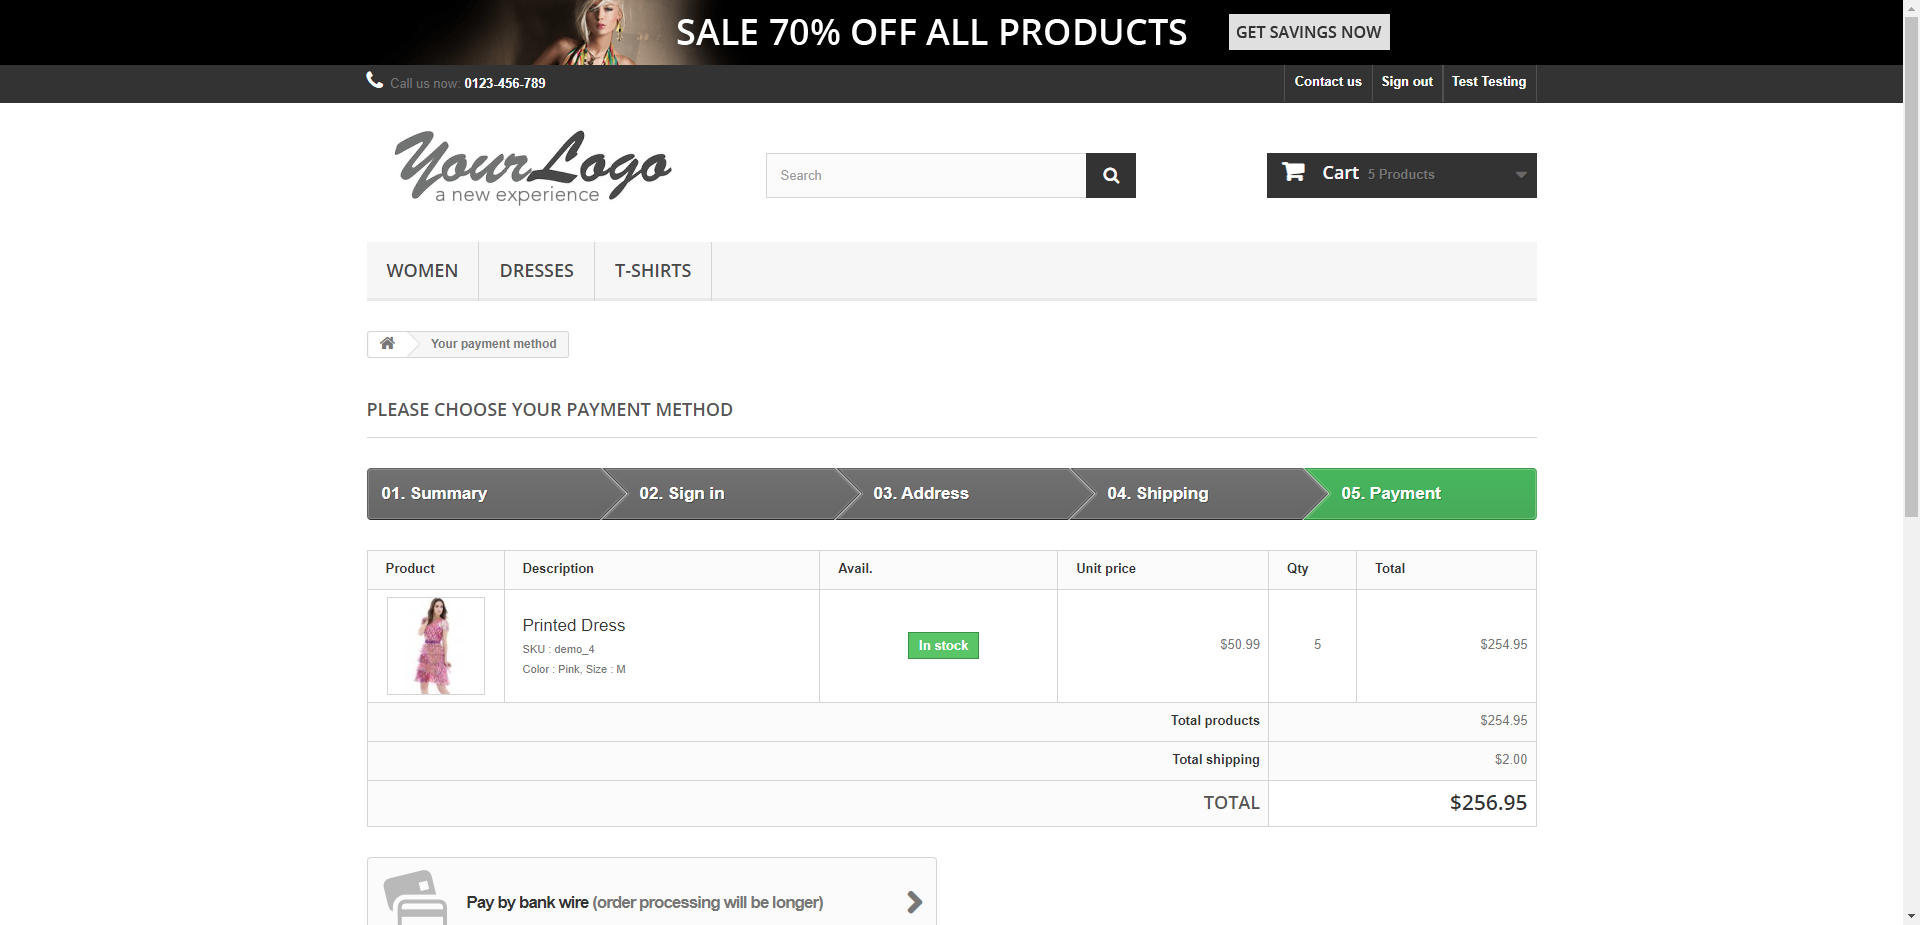 SALE 70% OFF ALL PRODUCTS
GET SAVINGS NOW
Call us now: 0123-456-789
Contact us
Sign out
Test Testing
YourLogo
a new experience
Search
Cart 5 Products
WOMEN
DRESSES
T-SHIRTS
Your payment method
PLEASE CHOOSE YOUR PAYMENT METHOD
01. Summary
02. Sign in
03. Address
04. Shipping
05. Payment
Product
Description
Avail.
Unit price
Qty
Total
Printed Dress
SKU : demo_4
Color : Pink, Size : M
In stock
$50.99
5
$254.95
Total products
$254.95
Total shipping
$2.00
TOTAL
$256.95
Pay by bank wire (order processing will be longer)